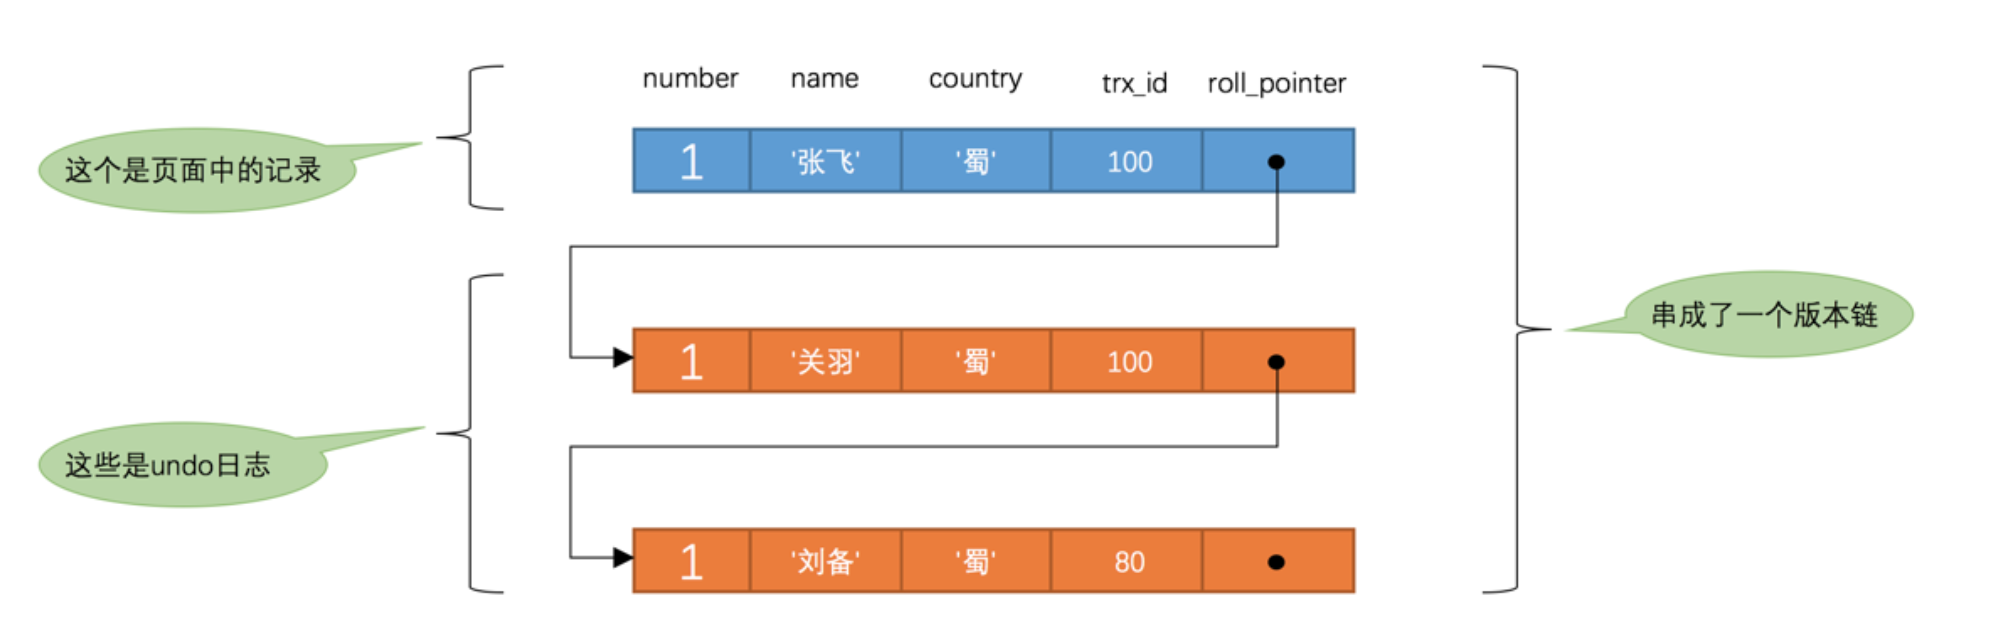 number name country trx_id roll_pointer
这个是页面中的记录
1 '张飞' '蜀' 100
串成了一个版本链
1 '关羽' '蜀' 100
这些是undo日志
1 '刘备' '蜀' 80